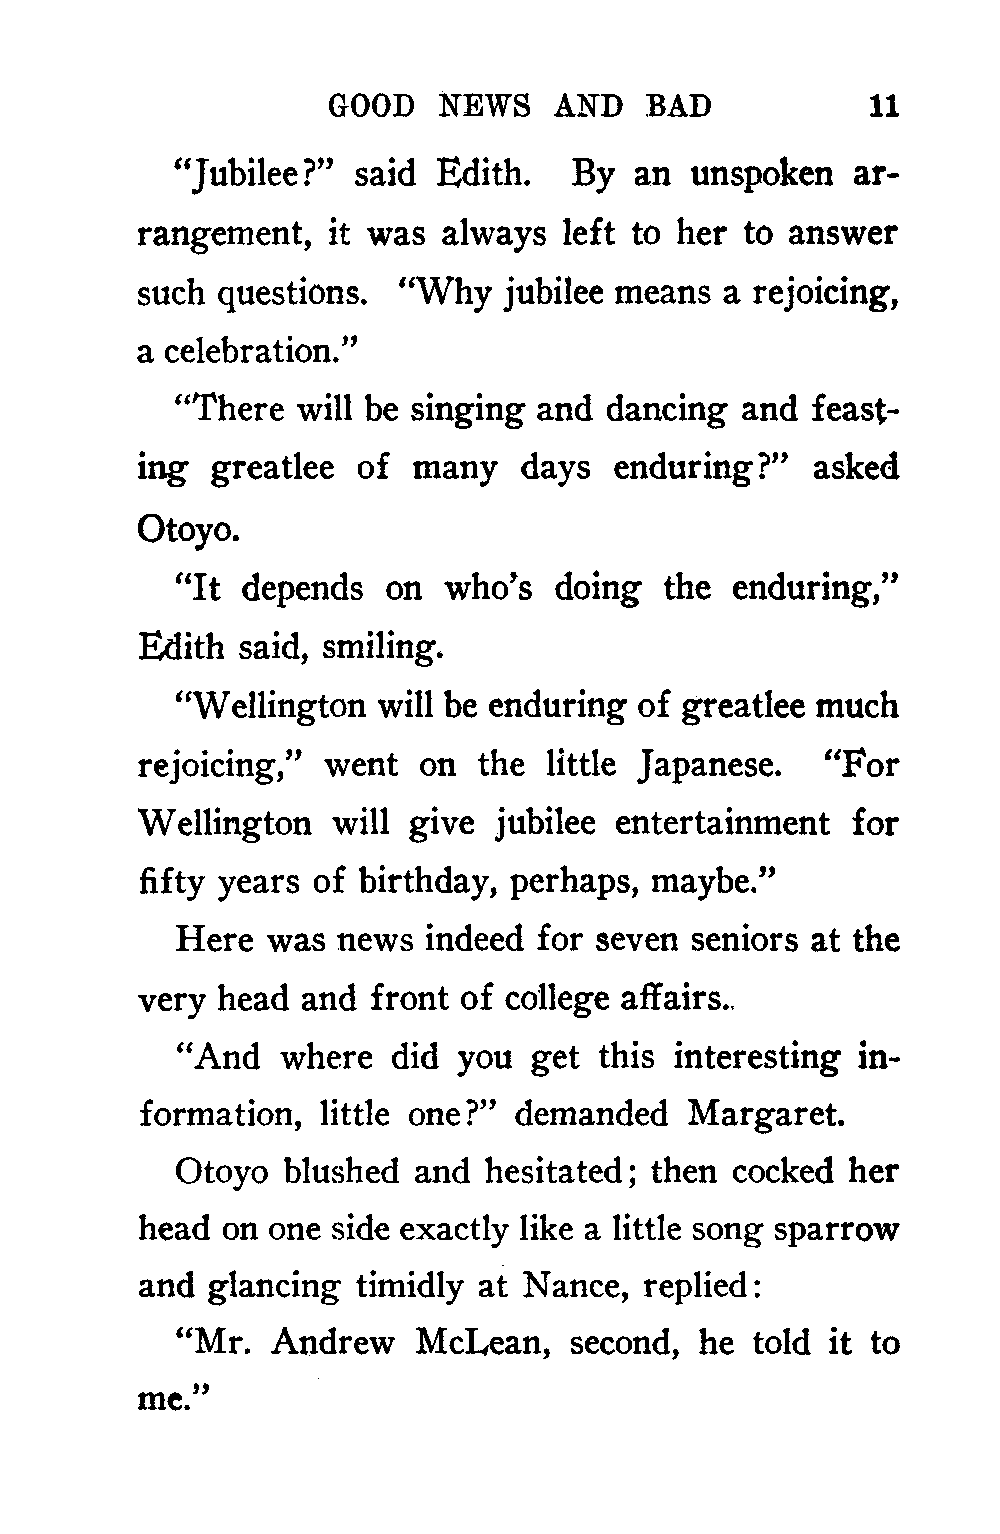 GOOD NEWS AND BAD 11
“Jubilee?” said Edith. By an unspoken ar-
rangement, it was always left to her to answer
such questions. “Why jubilee means a rejoicing,
a celebration.”
“There will be singing and dancing and feast-
ing greatlee of many days enduring?” asked
Otoyo.
“It depends on who’s doing the enduring,”
Edith said, smiling.
“Wellington will be enduring of greatlee much
rejoicing,” went on the little Japanese. “For
Wellington will give jubilee entertainment for
fifty years of birthday, perhaps, maybe.”
Here was news indeed for seven seniors at the
very head and front of college affairs.
“And where did you get this interesting in-
formation, little one?” demanded Margaret.
Otoyo blushed and hesitated; then cocked her
head on one side exactly like a little song sparrow
and glancing timidly at Nance, replied:
“Mr. Andrew McLean, second, he told it to
me.”